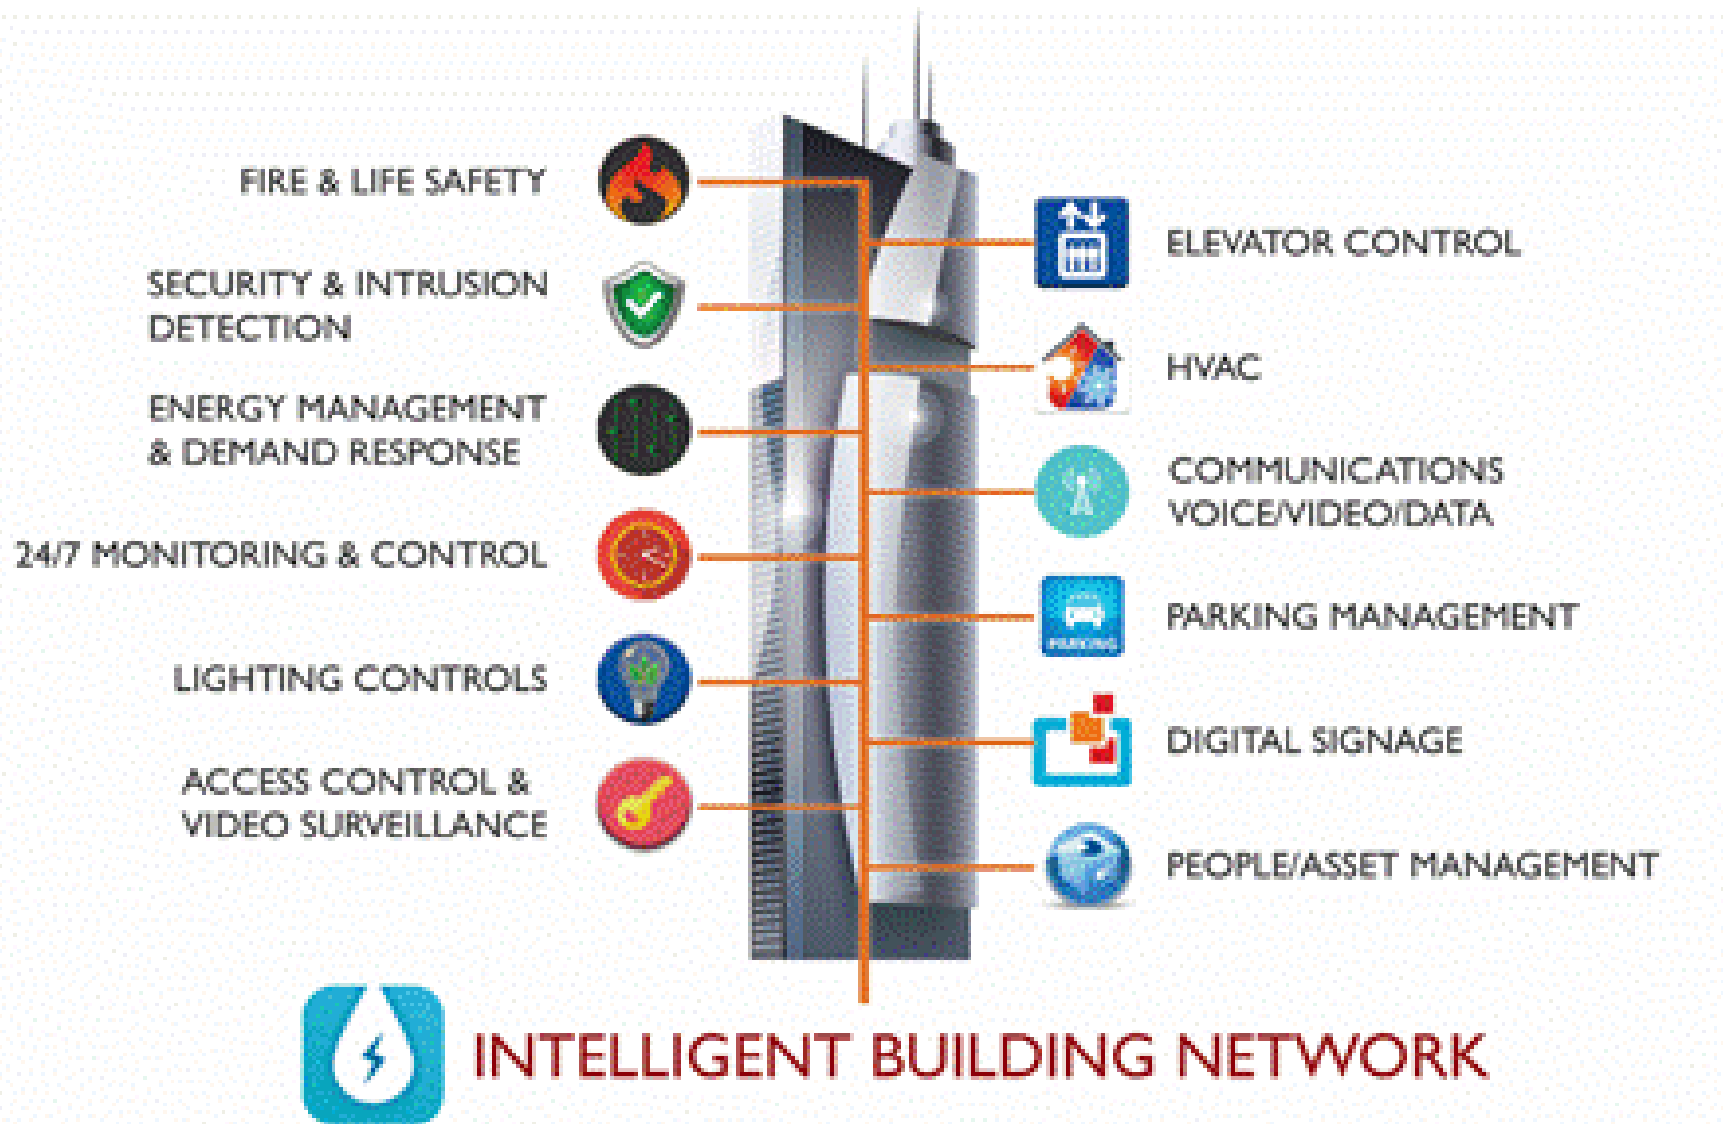 FIRE & LIFE SAFETY
SECURITY & INTRUSION
DETECTION
ENERGY MANAGEMENT
& DEMAND RESPONSE
24/7 MONITORING & CONTROL
LIGHTING CONTROLS
ACCESS CONTROL &
VIDEO SURVEILLANCE
ELEVATOR CONTROL
HVAC
COMMUNICATIONS
VOICE/VIDEO/DATA
PARKING
PARKING MANAGEMENT
DIGITAL SIGNAGE
PEOPLE/ASSET MANAGEMENT
INTELLIGENT BUILDING NETWORK